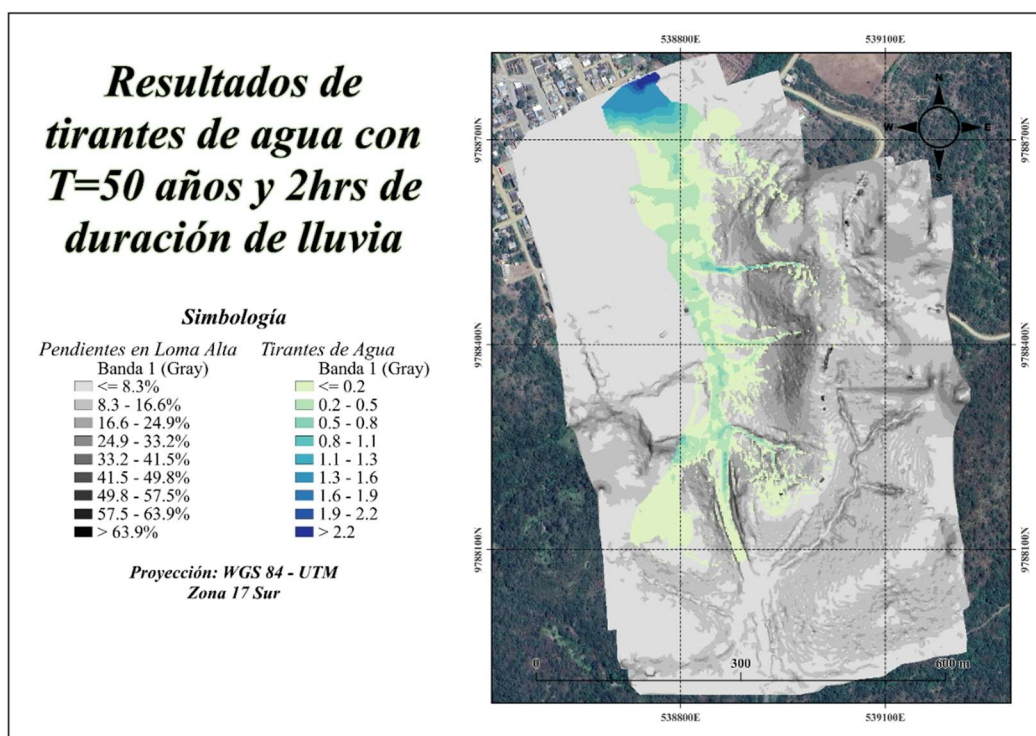 Resultados de
tirantes de agua con
T=50 años y 2hrs de
duración de lluvia
Simbología
Pendientes en Loma Alta
Banda 1 (Gray)
<= 8.3%
8.3 - 16.6%
16.6 - 24.9%
24.9 - 33.2%
33.2 - 41.5%
41.5 - 49.8%
49.8 - 57.5%
57.5 - 63.9%
> 63.9%
Tirantes de Agua
Banda 1 (Gray)
<= 0.2
0.2 - 0.5
0.5 - 0.8
0.8 - 1.1
1.1 - 1.3
1.3 - 1.6
1.6 - 1.9
1.9 - 2.2
> 2.2
Proyección: WGS 84 - UTM
Zona 17 Sur
538800E
539100E
N
W
E
S
9788700N
9788700N
9788400N
9788400N
9788100N
9788100N
0
300
600 m
538800E
539100E